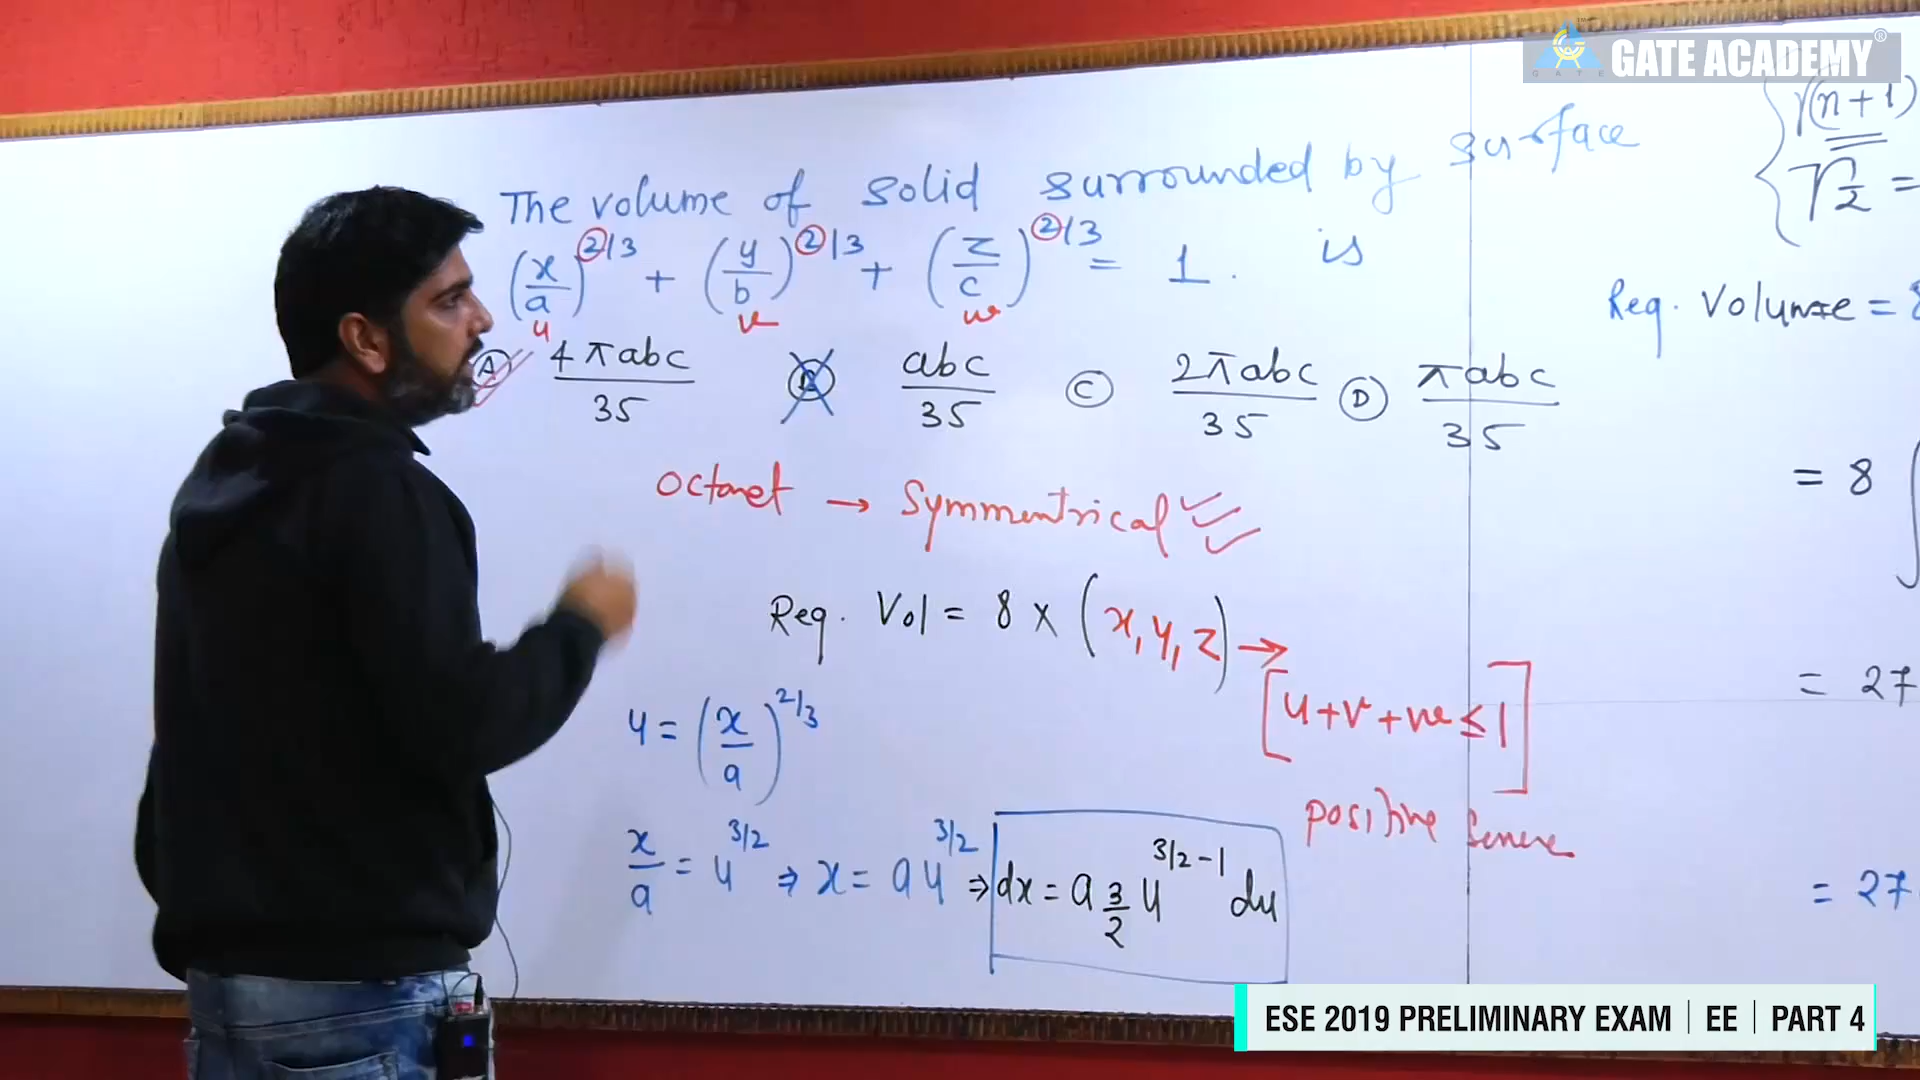 GATE ACADEMY
GATE
The volume of solid surrounded by surface
(x/a)^2/3 + (y/b)^2/3 + (z/c)^2/3 = 1 . is
u v w
(A) 4πabc/35 abc/35 (C) 2πabc/35 (D) πabc/35
octanet → Symmentrical
Req. Vol = 8 × (x, y, z) →
[u+v+w ≤ 1]
positive
u = (x/a)^2/3
x/a = u^3/2 ⇒ x = a u^3/2 ⇒ dx = a 3/2 u^3/2-1 du
Γ(n+1)
Γ1/2 =
Req. Volume = 8
= 8 ∫
= 27
= 27
ESE 2019 PRELIMINARY EXAM | EE | PART 4